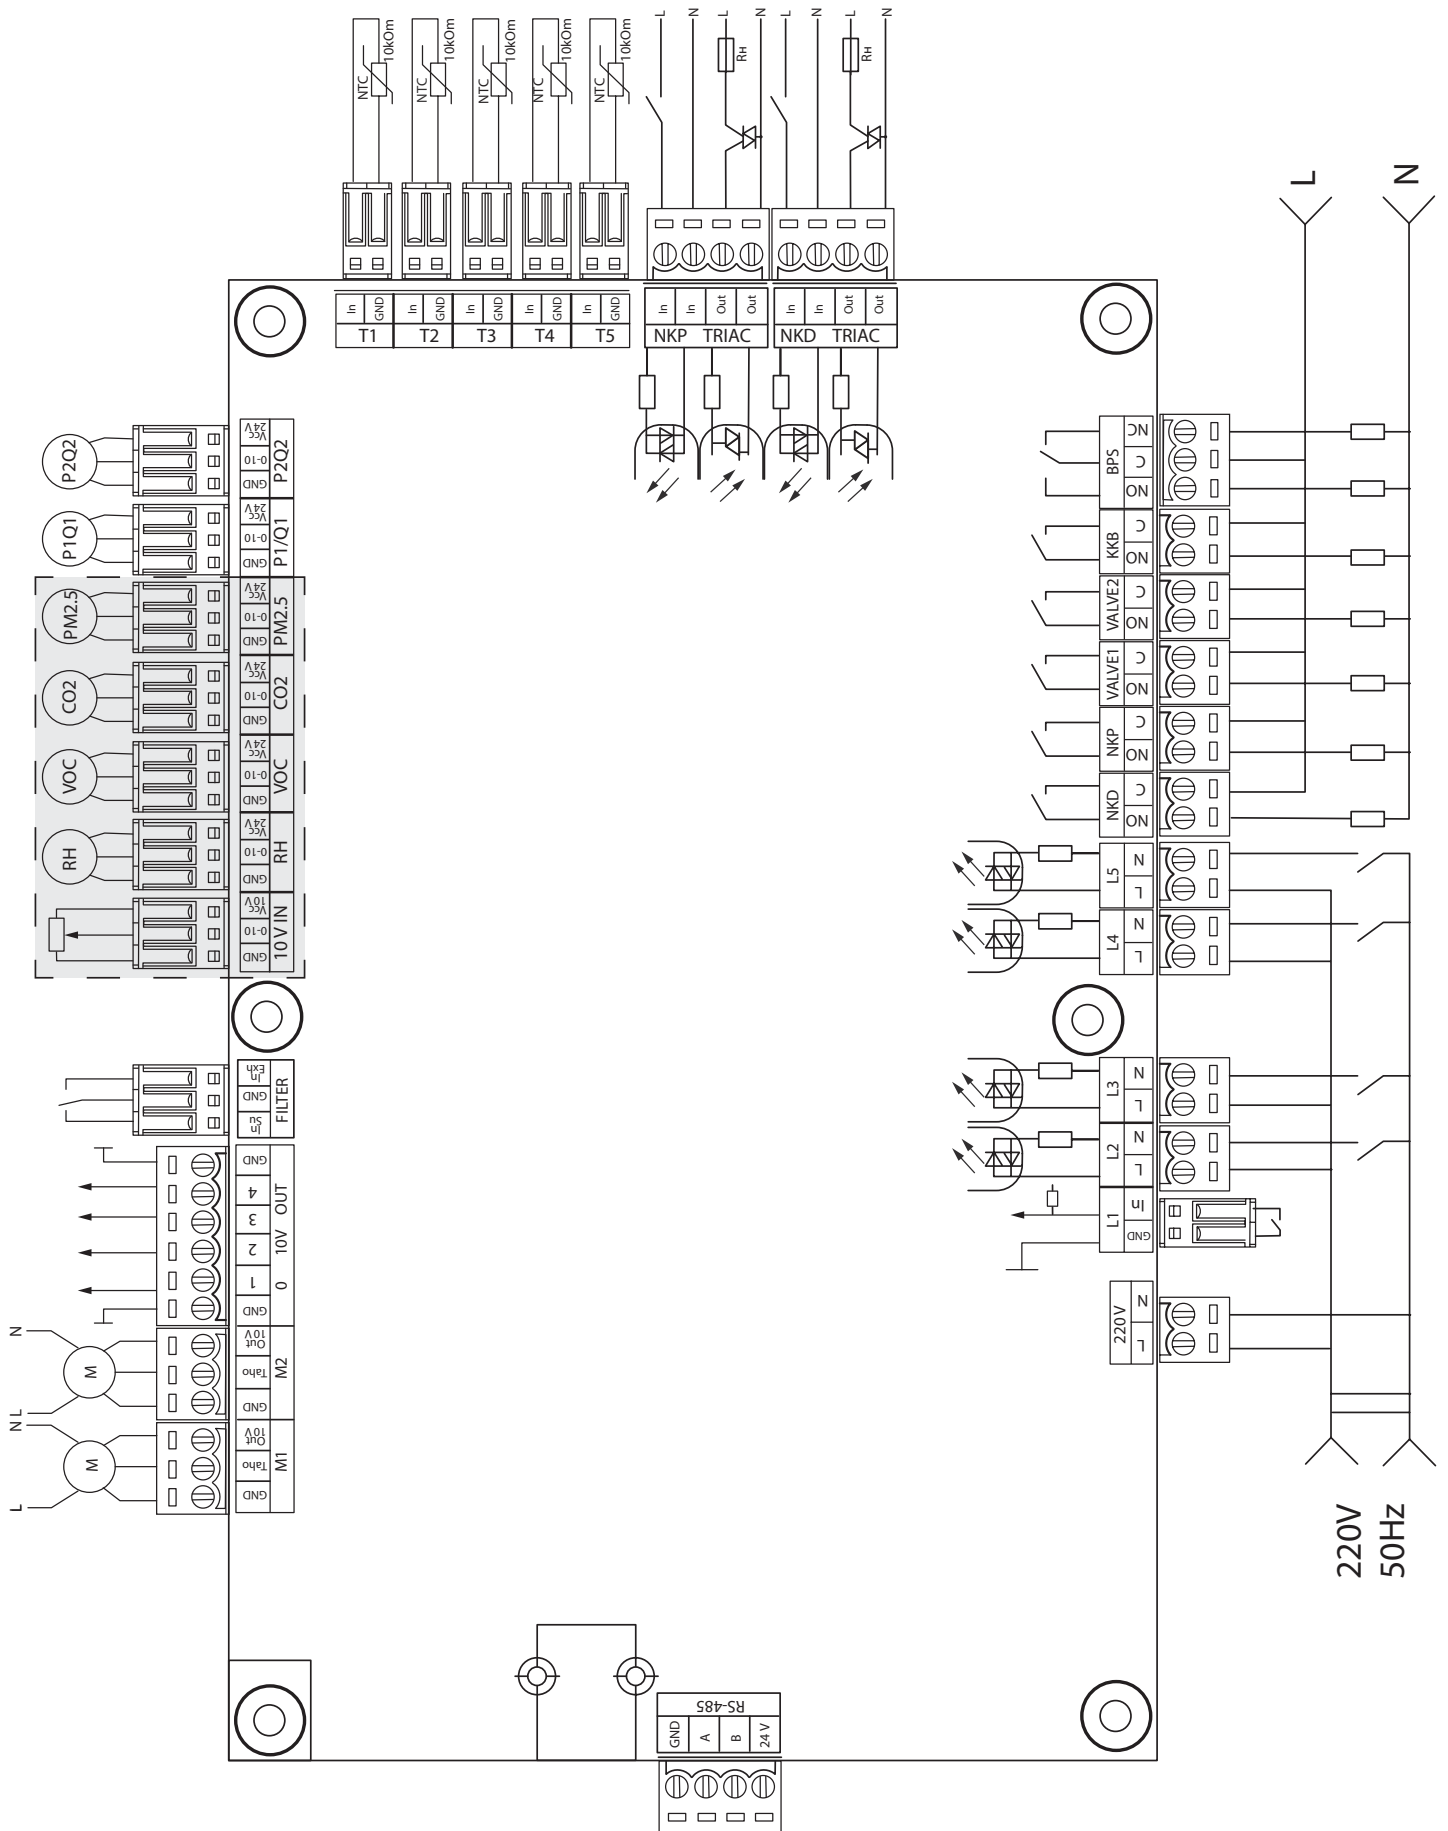 10kOm 10kOm 10kOm 10kOm 10kOm
NTC NTC NTC NTC NTC
L N L N L N L N
Rн Rн
In GND In GND In GND In GND In GND
T1 T2 T3 T4 T5
In In Out Out In In Out Out
NKP TRIAC NKD TRIAC
L N
P2Q2
Vcc 24V
0-10
GND
P2Q2
P1Q1
Vcc 24V
0-10
GND
P1/Q1
PM2.5
Vcc 24V
0-10
GND
PM2.5
CO2
Vcc 24V
0-10
GND
CO2
VOC
Vcc 24V
0-10
GND
VOC
RH
Vcc 24V
0-10
GND
RH
Vcc 10V
0-10
GND
10 V IN
In Exh
GND
In Su
FILTER
GND
4
3
2
1
GND
0 10V OUT
N
L
M
Out 10V
Taho
GND
M2
N
L
M
Out 10V
Taho
GND
M1
BPS
NC
C
NO
KKB
C
NO
VALVE2
C
NO
VALVE1
C
NO
NKP
C
NO
NKD
C
NO
L5
N
L
L4
N
L
L3
N
L
L2
N
L
L1
In
GND
220 V
N
L
220V
50Hz
RS-485
GND A B 24 V